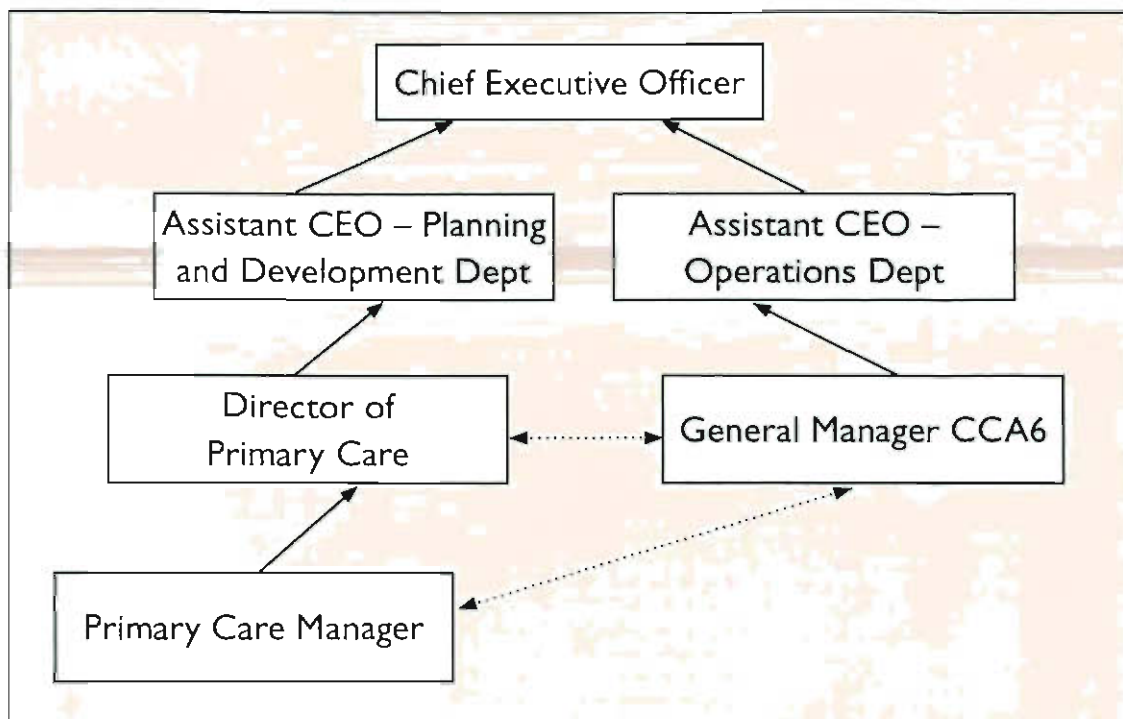 Chief Executive Officer
Assistant CEO – Planning
and Development Dept
Assistant CEO –
Operations Dept
Director of
Primary Care
General Manager CCA6
Primary Care Manager